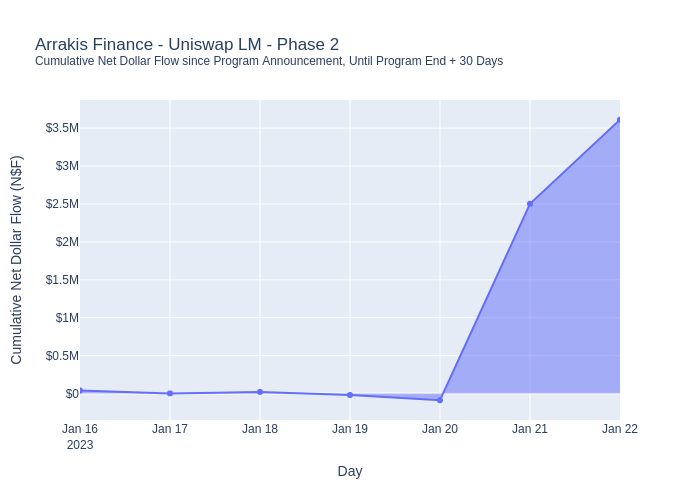 Arrakis Finance - Uniswap LM - Phase 2
Cumulative Net Dollar Flow since Program Announcement, Until Program End + 30 Days
Cumulative Net Dollar Flow (N$F)
$3.5M
$3M
$2.5M
$2M
$1.5M
$1M
$0.5M
$0
Jan 16 Jan 17 Jan 18 Jan 19 Jan 20 Jan 21 Jan 22
2023
Day